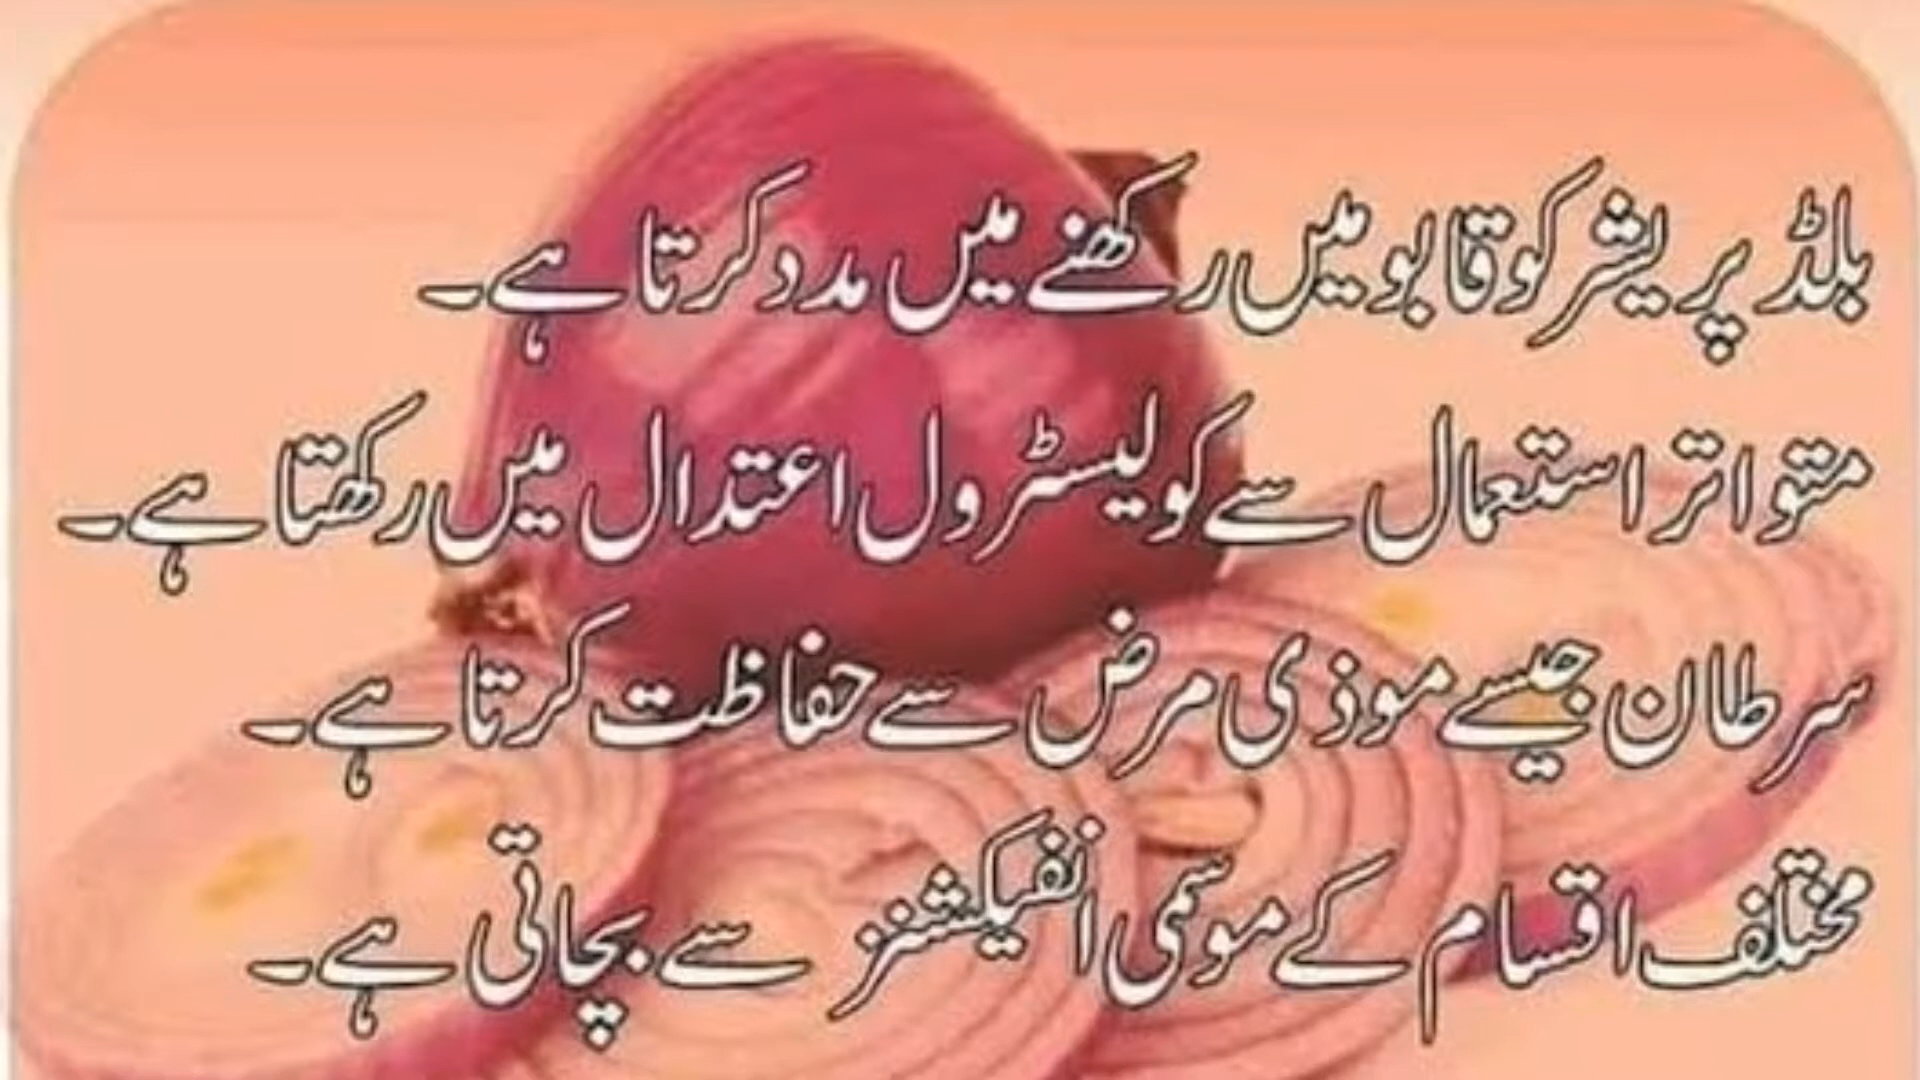 بلڈ پریشر کو قابو میں رکھنے میں مدد کرتا ہے۔
متواتر استعمال سے کولیسٹرول اعتدال میں رکھتا ہے۔
سرطان جیسے موذی مرض سے حفاظت کرتا ہے۔
مختلف اقسام کے موسمی انفیکشنز سے بچاتی ہے۔